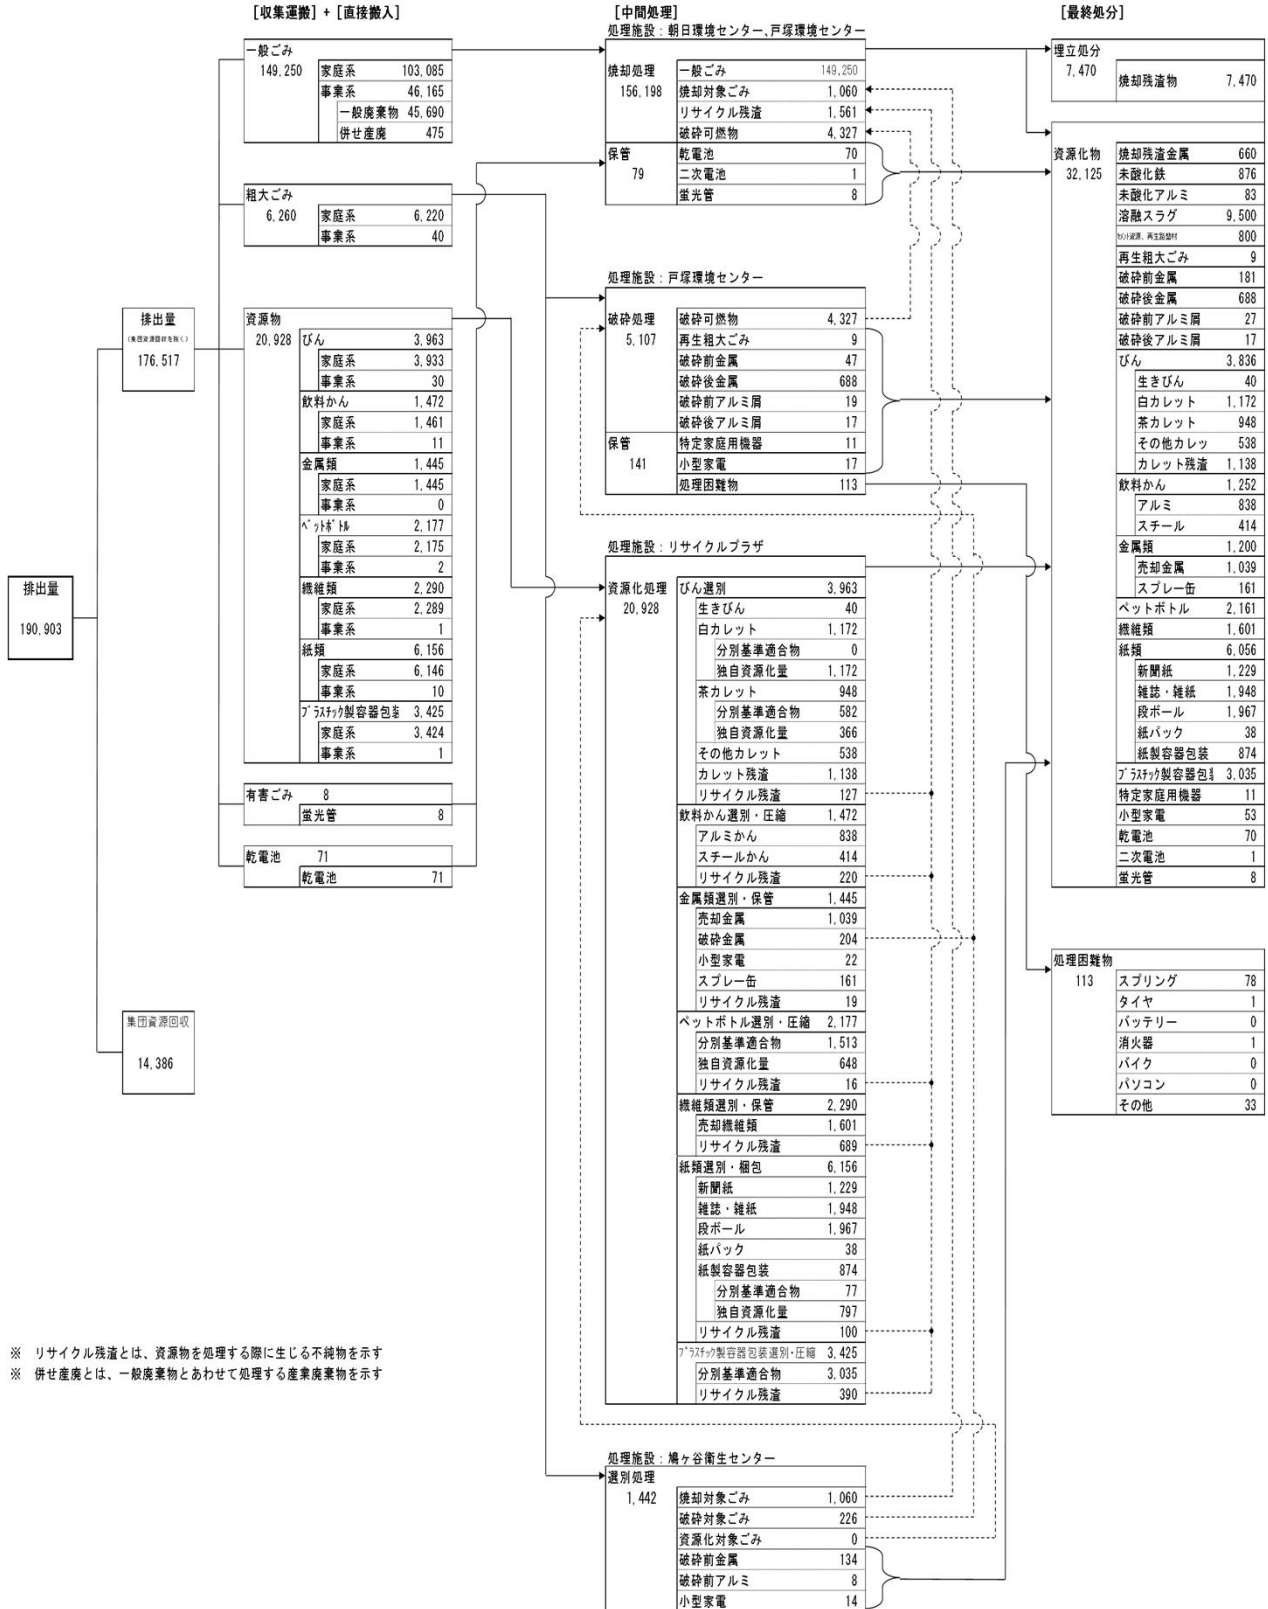 [収集運搬] + [直接搬入]
[中間処理]
[最終処分]
排出量
190,903
排出量
(集団資源回収を除く)
176,517
集団資源回収
14,386
一般ごみ
149,250
家庭系 103,085
事業系 46,165
一般廃棄物 45,690
併せ産廃 475
粗大ごみ
6,260
家庭系 6,220
事業系 40
資源物
20,928
びん 3,963
家庭系 3,933
事業系 30
飲料かん 1,472
家庭系 1,461
事業系 11
金属類 1,445
家庭系 1,445
事業系 0
ペットボトル 2,177
家庭系 2,175
事業系 2
繊維類 2,290
家庭系 2,289
事業系 1
紙類 6,156
家庭系 6,146
事業系 10
プラスチック製容器包装 3,425
家庭系 3,424
事業系 1
有害ごみ 8
蛍光管 8
乾電池 71
乾電池 71
処理施設：朝日環境センター、戸塚環境センター
焼却処理
156,198
一般ごみ 149,250
焼却対象ごみ 1,060
リサイクル残渣 1,561
破砕可燃物 4,327
保管
79
乾電池 70
二次電池 1
蛍光管 8
処理施設：戸塚環境センター
破砕処理
5,107
破砕可燃物 4,327
再生粗大ごみ 9
破砕前金属 47
破砕後金属 688
破砕前アルミ屑 19
破砕後アルミ屑 17
保管
141
特定家庭用機器 11
小型家電 17
処理困難物 113
処理施設：リサイクルプラザ
資源化処理
20,928
びん選別 3,963
生きびん 40
白カレット 1,172
分別基準適合物 0
独自資源化量 1,172
茶カレット 948
分別基準適合物 582
独自資源化量 366
その他カレット 538
カレット残渣 1,138
リサイクル残渣 127
飲料かん選別・圧縮 1,472
アルミかん 838
スチールかん 414
リサイクル残渣 220
金属類選別・保管 1,445
売却金属 1,039
破砕金属 204
小型家電 22
スプレー缶 161
リサイクル残渣 19
ペットボトル選別・圧縮 2,177
分別基準適合物 1,513
独自資源化量 648
リサイクル残渣 16
繊維類選別・保管 2,290
売却繊維類 1,601
リサイクル残渣 689
紙類選別・梱包 6,156
新聞紙 1,229
雑誌・雑紙 1,948
段ボール 1,967
紙パック 38
紙製容器包装 874
分別基準適合物 77
独自資源化量 797
リサイクル残渣 100
プラスチック製容器包装選別・圧縮 3,425
分別基準適合物 3,035
リサイクル残渣 390
処理施設：鳩ヶ谷衛生センター
選別処理
1,442
焼却対象ごみ 1,060
破砕対象ごみ 226
資源化対象ごみ 0
破砕前金属 134
破砕前アルミ 8
小型家電 14
埋立処分
7,470
焼却残渣物 7,470
資源化物
32,125
焼却残渣金属 660
未酸化鉄 876
未酸化アルミ 83
溶融スラグ 9,500
800
再生粗大ごみ 9
破砕前金属 181
破砕後金属 688
破砕前アルミ屑 27
破砕後アルミ屑 17
びん 3,836
生きびん 40
白カレット 1,172
茶カレット 948
その他カレッ 538
カレット残渣 1,138
飲料かん 1,252
アルミ 838
スチール 414
金属類 1,200
売却金属 1,039
スプレー缶 161
ペットボトル 2,161
繊維類 1,601
紙類 6,056
新聞紙 1,229
雑誌・雑紙 1,948
段ボール 1,967
紙パック 38
紙製容器包装 874
プラスチック製容器包装 3,035
特定家庭用機器 11
小型家電 53
乾電池 70
二次電池 1
蛍光管 8
処理困難物
113
スプリング 78
タイヤ 1
バッテリー 0
消火器 1
バイク 0
パソコン 0
その他 33
※ リサイクル残渣とは、資源物を処理する際に生じる不純物を示す
※ 併せ産廃とは、一般廃棄物とあわせて処理する産業廃棄物を示す